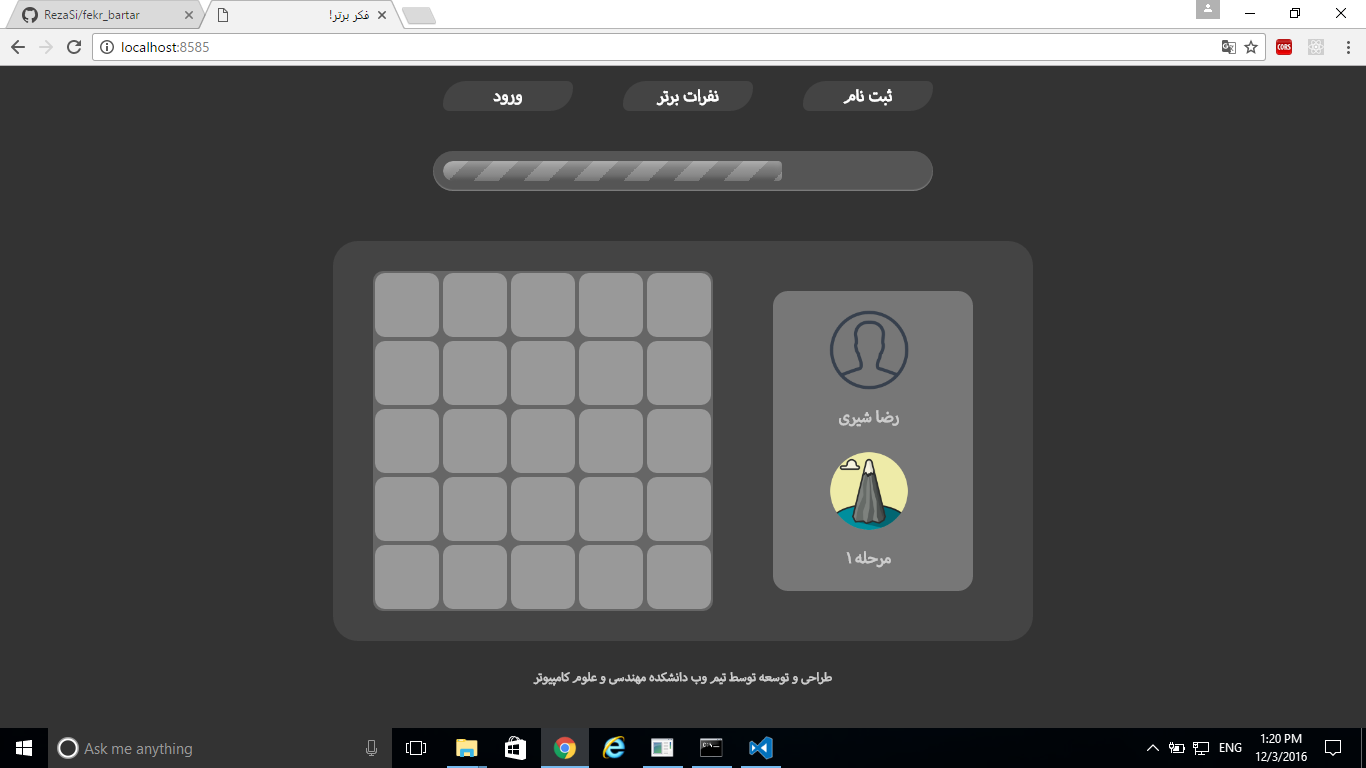 RezaSi/fekr_bartar
فکر برتر!
localhost:8585
CORS
ثبت نام
نفرات برتر
ورود
رضا شیری
مرحله ۱
طراحی و توسعه توسط تیم وب دانشکده مهندسی و علوم کامپیوتر
Ask me anything
ENG
1:20 PM
12/3/2016